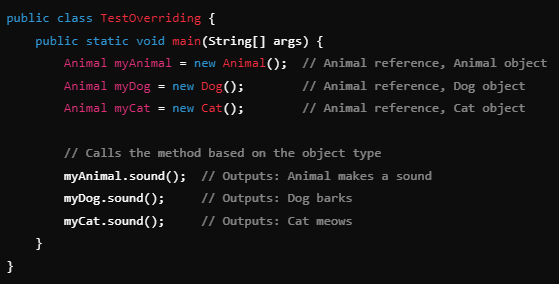 public class TestOverriding {
    public static void main(String[] args) {
        Animal myAnimal = new Animal();  // Animal reference, Animal object
        Animal myDog = new Dog();        // Animal reference, Dog object
        Animal myCat = new Cat();        // Animal reference, Cat object

        // Calls the method based on the object type
        myAnimal.sound();  // Outputs: Animal makes a sound
        myDog.sound();     // Outputs: Dog barks
        myCat.sound();     // Outputs: Cat meows
    }
}